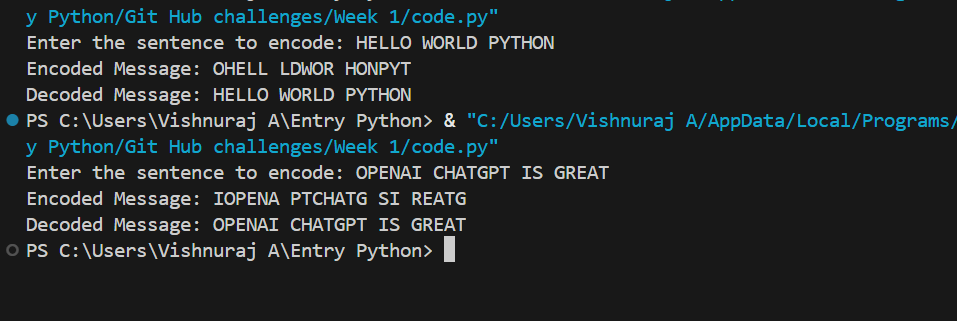 y Python/Git Hub challenges/Week 1/code.py"
Enter the sentence to encode: HELLO WORLD PYTHON
Encoded Message: OHELL LDWOR HONPYT
Decoded Message: HELLO WORLD PYTHON
PS C:\Users\Vishnuraj A\Entry Python> & "C:/Users/Vishnuraj A/AppData/Local/Programs/
y Python/Git Hub challenges/Week 1/code.py"
Enter the sentence to encode: OPENAI CHATGPT IS GREAT
Encoded Message: IOPENA PTCHATG SI REATG
Decoded Message: OPENAI CHATGPT IS GREAT
PS C:\Users\Vishnuraj A\Entry Python>